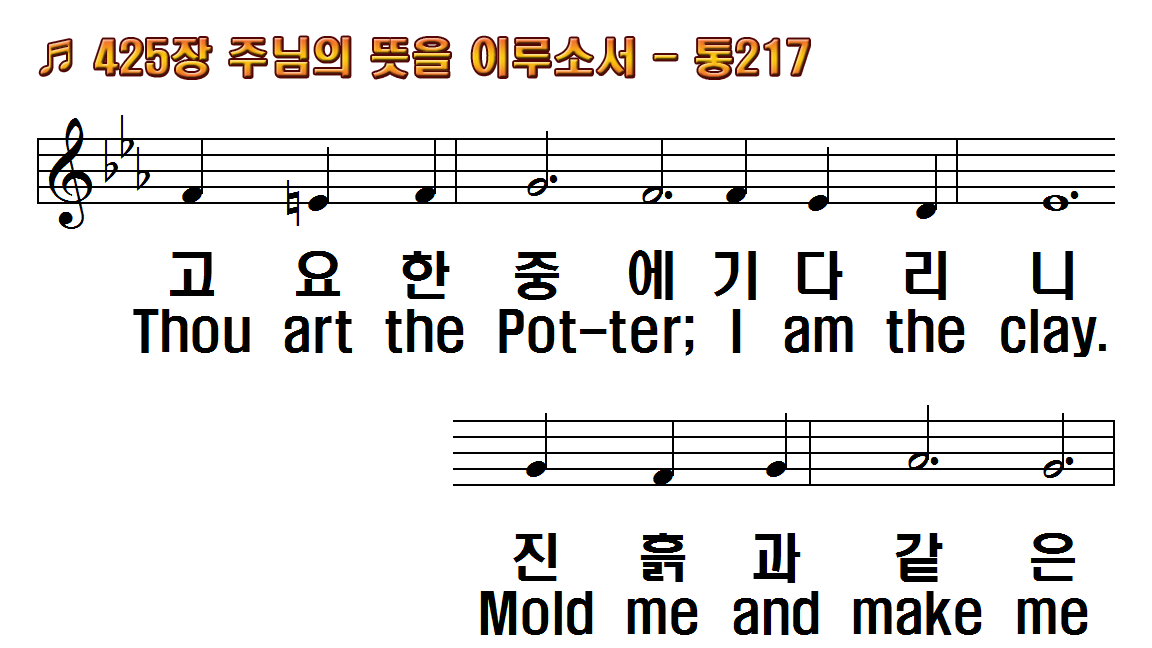 ♬ 425장 주님의 뜻을 이루소서 - 통217
고 요 한 중 에 기 다 리 니
Thou art the Pot-ter; I am the clay.
진 흙 과 같 은
Mold me and make me